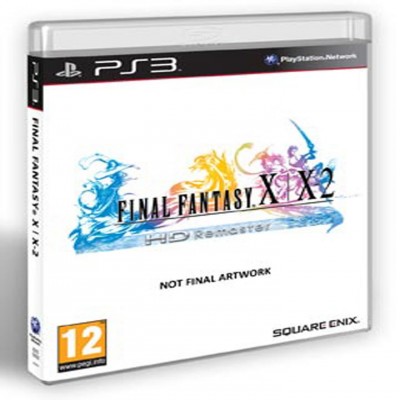 PS3
PlayStation Network
FINAL FANTASY X | X-2
FINAL FANTASY X | X2
HD Remaster
NOT FINAL ARTWORK
12
www.pegi.info
SQUARE ENIX